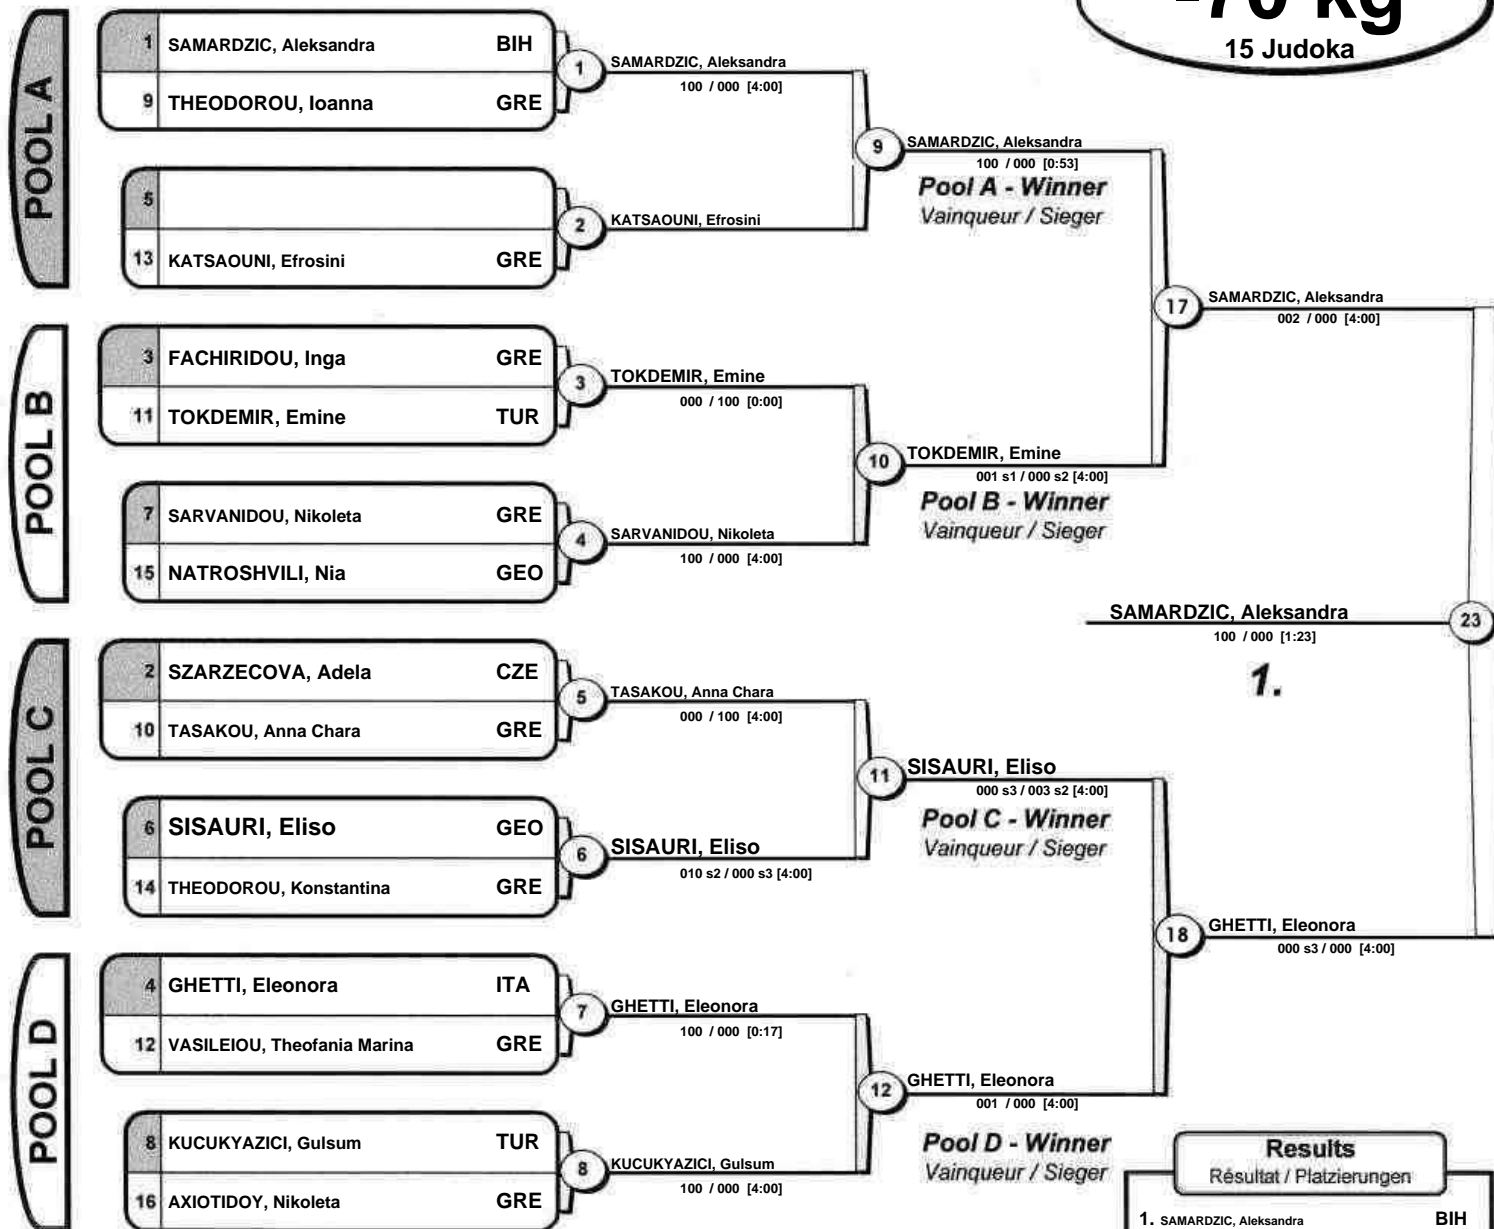 -70 kg
15 Judoka
POOL A
1 SAMARDZIC, Aleksandra BIH
9 THEODOROU, Ioanna GRE
1
SAMARDZIC, Aleksandra
100 / 000 [4:00]
5
13 KATSAOUNI, Efrosini GRE
2
KATSAOUNI, Efrosini
9
SAMARDZIC, Aleksandra
100 / 000 [0:53]
Pool A - Winner
Vainqueur / Sieger
POOL B
3 FACHIRIDOU, Inga GRE
11 TOKDEMIR, Emine TUR
3
TOKDEMIR, Emine
000 / 100 [0:00]
7 SARVANIDOU, Nikoleta GRE
15 NATROSHVILI, Nia GEO
4
SARVANIDOU, Nikoleta
100 / 000 [4:00]
10
TOKDEMIR, Emine
001 s1 / 000 s2 [4:00]
Pool B - Winner
Vainqueur / Sieger
17
SAMARDZIC, Aleksandra
002 / 000 [4:00]
SAMARDZIC, Aleksandra
100 / 000 [1:23]
23
1.
POOL C
2 SZARZECOVA, Adela CZE
10 TASAKOU, Anna Chara GRE
5
TASAKOU, Anna Chara
000 / 100 [4:00]
6 SISAURI, Eliso GEO
14 THEODOROU, Konstantina GRE
6
SISAURI, Eliso
010 s2 / 000 s3 [4:00]
11
SISAURI, Eliso
000 s3 / 003 s2 [4:00]
Pool C - Winner
Vainqueur / Sieger
18
GHETTI, Eleonora
000 s3 / 000 [4:00]
POOL D
4 GHETTI, Eleonora ITA
12 VASILEIOU, Theofania Marina GRE
7
GHETTI, Eleonora
100 / 000 [0:17]
8 KUCUKYAZICI, Gulsum TUR
16 AXIOTIDOY, Nikoleta GRE
8
KUCUKYAZICI, Gulsum
100 / 000 [4:00]
12
GHETTI, Eleonora
001 / 000 [4:00]
Pool D - Winner
Vainqueur / Sieger
Results
Résultat / Platzierungen
1. SAMARDZIC, Aleksandra BIH